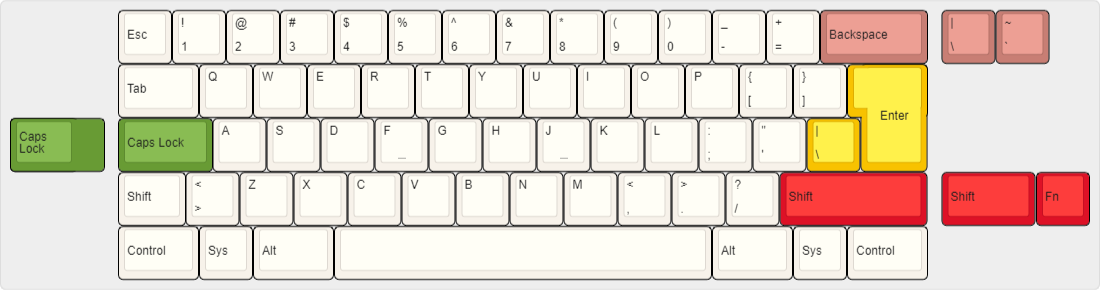 Esc ! @ # $ % ^ & * ( ) _ + Backspace | ~
1 2 3 4 5 6 7 8 9 0 - = \ `
Tab Q W E R T Y U I O P { } Enter
[ ]
Caps Lock Caps Lock A S D F G H J K L : " |
_ _ ; ' \
Shift < Z X C V B N M < > ? Shift Shift Fn
> , . /
Control Sys Alt Alt Sys Control